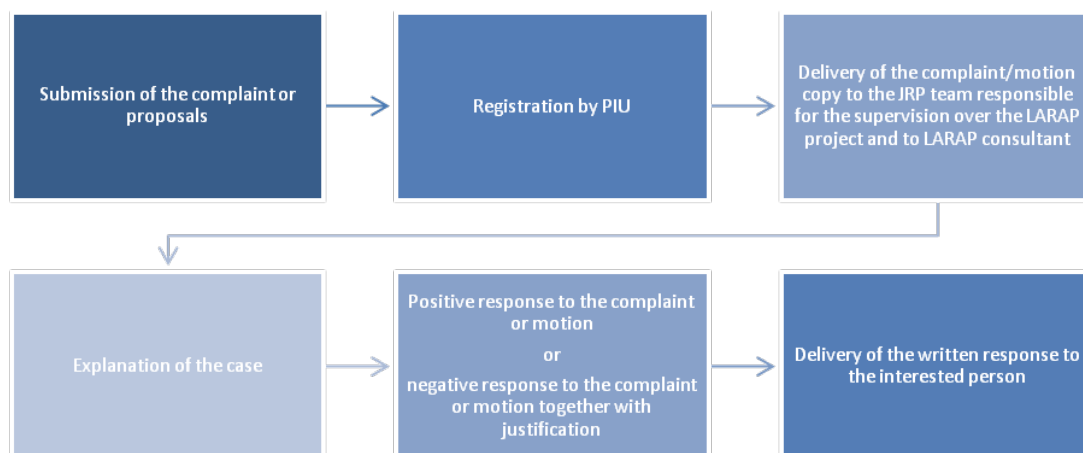 Submission of the complaint or
proposals
Registration by PIU
Delivery of the complaint/motion
copy to the JRP team responsible
for the supervision over the LARAP
project and to LARAP consultant
Explanation of the case
Positive response to the complaint
or motion
or
negative response to the complaint
or motion together with
justification
Delivery of the written response to
the interested person